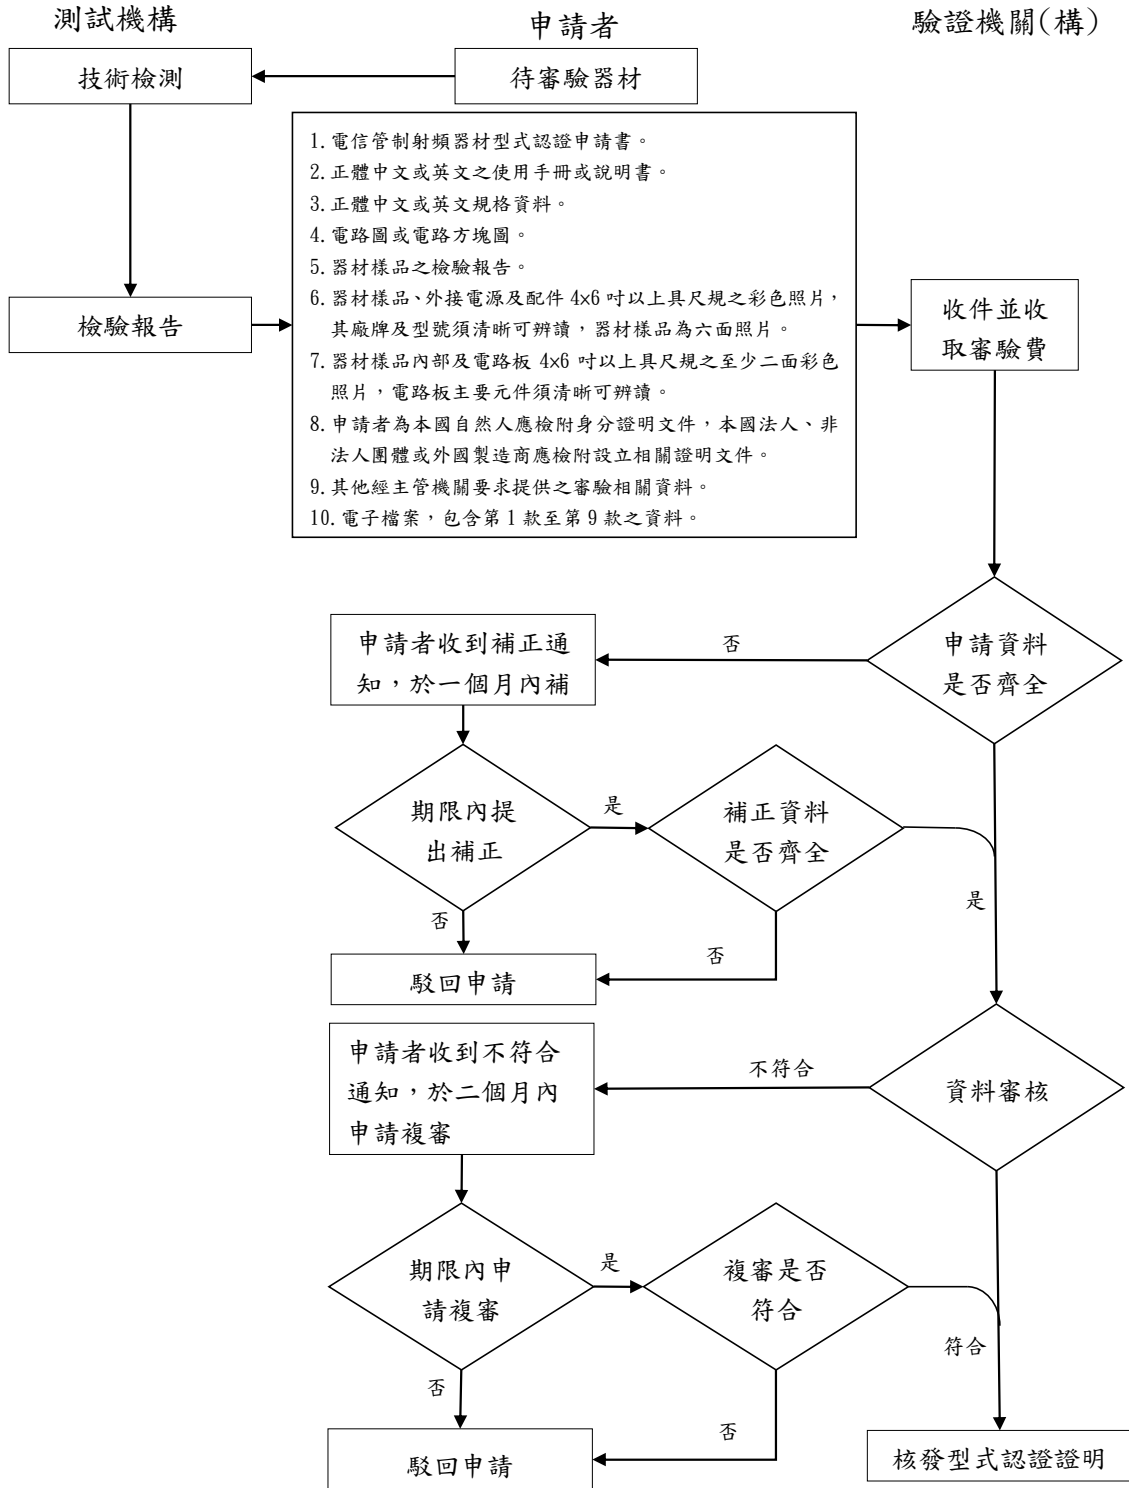 測試機構
申請者
驗證機關(構)
技術檢測
待審驗器材
1.電信管制射頻器材型式認證申請書。
2.正體中文或英文之使用手冊或說明書。
3.正體中文或英文規格資料。
4.電路圖或電路方塊圖。
5.器材樣品之檢驗報告。
6.器材樣品、外接電源及配件 4×6 吋以上具尺規之彩色照片，
其廠牌及型號須清晰可辨讀，器材樣品為六面照片。
7.器材樣品內部及電路板 4×6 吋以上具尺規之至少二面彩色
照片，電路板主要元件須清晰可辨讀。
8.申請者為本國自然人應檢附身分證明文件，本國法人、非
法人團體或外國製造商應檢附設立相關證明文件。
9.其他經主管機關要求提供之審驗相關資料。
10.電子檔案，包含第 1 款至第 9 款之資料。
檢驗報告
收件並收
取審驗費
申請者收到補正通
知，於一個月內補
否
申請資料
是否齊全
期限內提
出補正
是
補正資料
是否齊全
是
否
否
駁回申請
申請者收到不符合
通知，於二個月內
申請複審
不符合
資料審核
期限內申
請複審
是
複審是否
符合
符合
否
否
駁回申請
核發型式認證證明